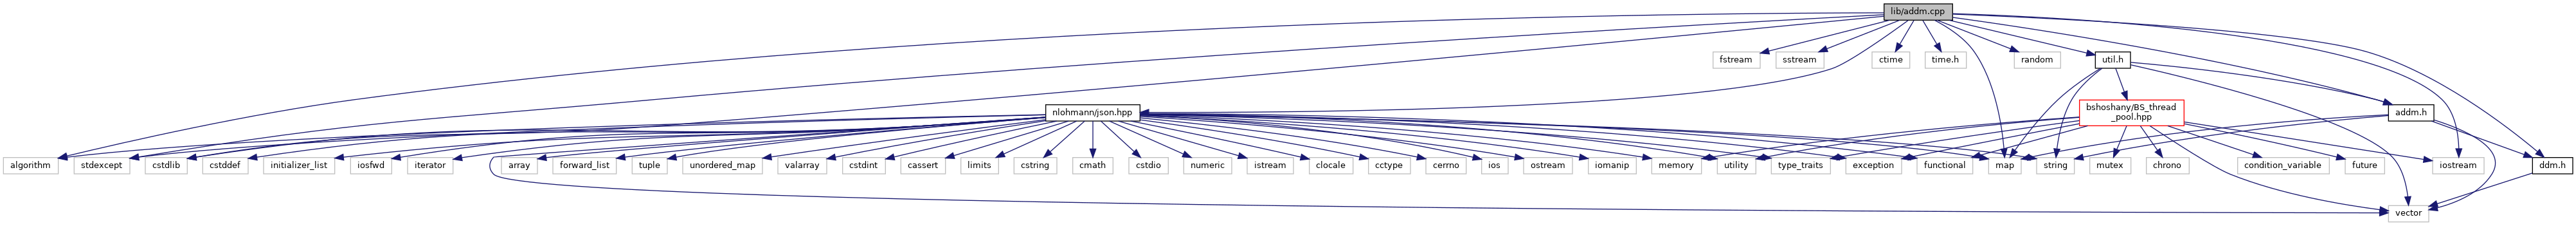 lib/addm.cpp
fstream
sstream
ctime
time.h
random
util.h
nlohmann/json.hpp
bshoshany/BS_thread
_pool.hpp
addm.h
algorithm
stdexcept
cstdlib
cstddef
initializer_list
iosfwd
iterator
array
forward_list
tuple
unordered_map
valarray
cstdint
cassert
limits
cstring
cmath
cstdio
numeric
istream
clocale
cctype
cerrno
ios
ostream
iomanip
memory
utility
type_traits
exception
functional
map
string
mutex
chrono
condition_variable
future
iostream
ddm.h
vector